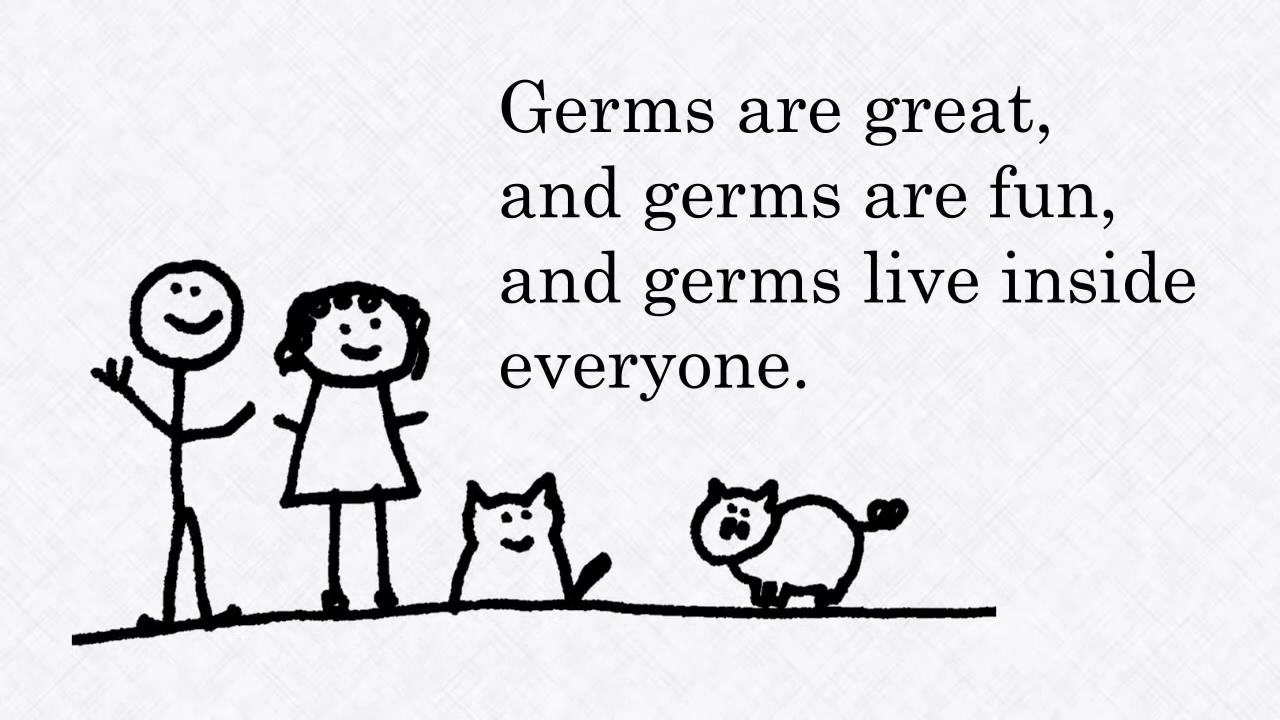 Germs are great,
and germs are fun,
and germs live inside
everyone.